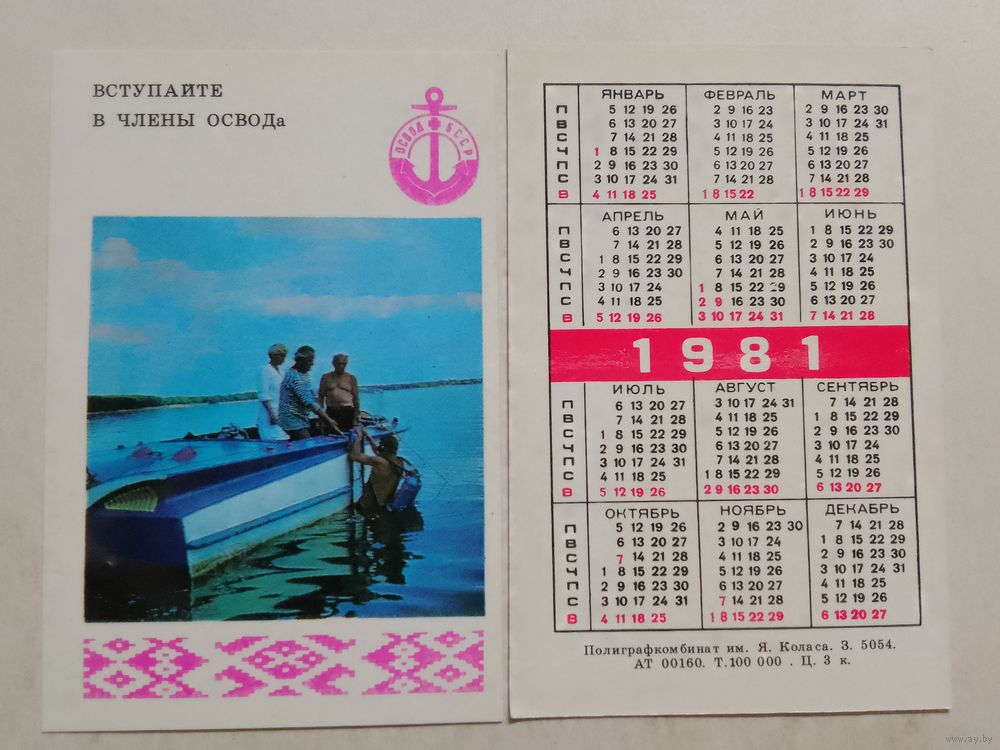 ВСТУПАЙТЕ
В ЧЛЕНЫ ОСВОДа
ОСВОД БССР
ЯНВАРЬ ФЕВРАЛЬ МАРТ
П 5 12 19 26 2 9 16 23 2 9 16 23 30
В 6 13 20 27 3 10 17 24 3 10 17 24 31
С 7 14 21 28 4 11 18 25 4 11 18 25
Ч 1 8 15 22 29 5 12 19 26 5 12 19 26
П 2 9 16 23 30 6 13 20 27 6 13 20 27
С 3 10 17 24 31 7 14 21 28 7 14 21 28
В 4 11 18 25 1 8 15 22 1 8 15 22 29
АПРЕЛЬ МАЙ ИЮНЬ
П 6 13 20 27 4 11 18 25 1 8 15 22 29
В 7 14 21 28 5 12 19 26 2 9 16 23 30
С 1 8 15 22 29 6 13 20 27 3 10 17 24
Ч 2 9 16 23 30 7 14 21 28 4 11 18 25
П 3 10 17 24 1 8 15 22 29 5 12 19 26
С 4 11 18 25 2 9 16 23 30 6 13 20 27
В 5 12 19 26 3 10 17 24 31 7 14 21 28
1981
ИЮЛЬ АВГУСТ СЕНТЯБРЬ
П 6 13 20 27 3 10 17 24 31 7 14 21 28
В 7 14 21 28 4 11 18 25 1 8 15 22 29
С 1 8 15 22 29 5 12 19 26 2 9 16 23 30
Ч 2 9 16 23 30 6 13 20 27 3 10 17 24
П 3 10 17 24 31 7 14 21 28 4 11 18 25
С 4 11 18 25 1 8 15 22 29 5 12 19 26
В 5 12 19 26 2 9 16 23 30 6 13 20 27
ОКТЯБРЬ НОЯБРЬ ДЕКАБРЬ
П 5 12 19 26 2 9 16 23 30 7 14 21 28
В 6 13 20 27 3 10 17 24 1 8 15 22 29
С 7 14 21 28 4 11 18 25 2 9 16 23 30
Ч 1 8 15 22 29 5 12 19 26 3 10 17 24 31
П 2 9 16 23 30 6 13 20 27 4 11 18 25
С 3 10 17 24 31 7 14 21 28 5 12 19 26
В 4 11 18 25 1 8 15 22 29 6 13 20 27
Полиграфкомбинат им. Я. Коласа. З. 5054.
АТ 00160. Т.100 000 . Ц. 3 к.
www.ay.by